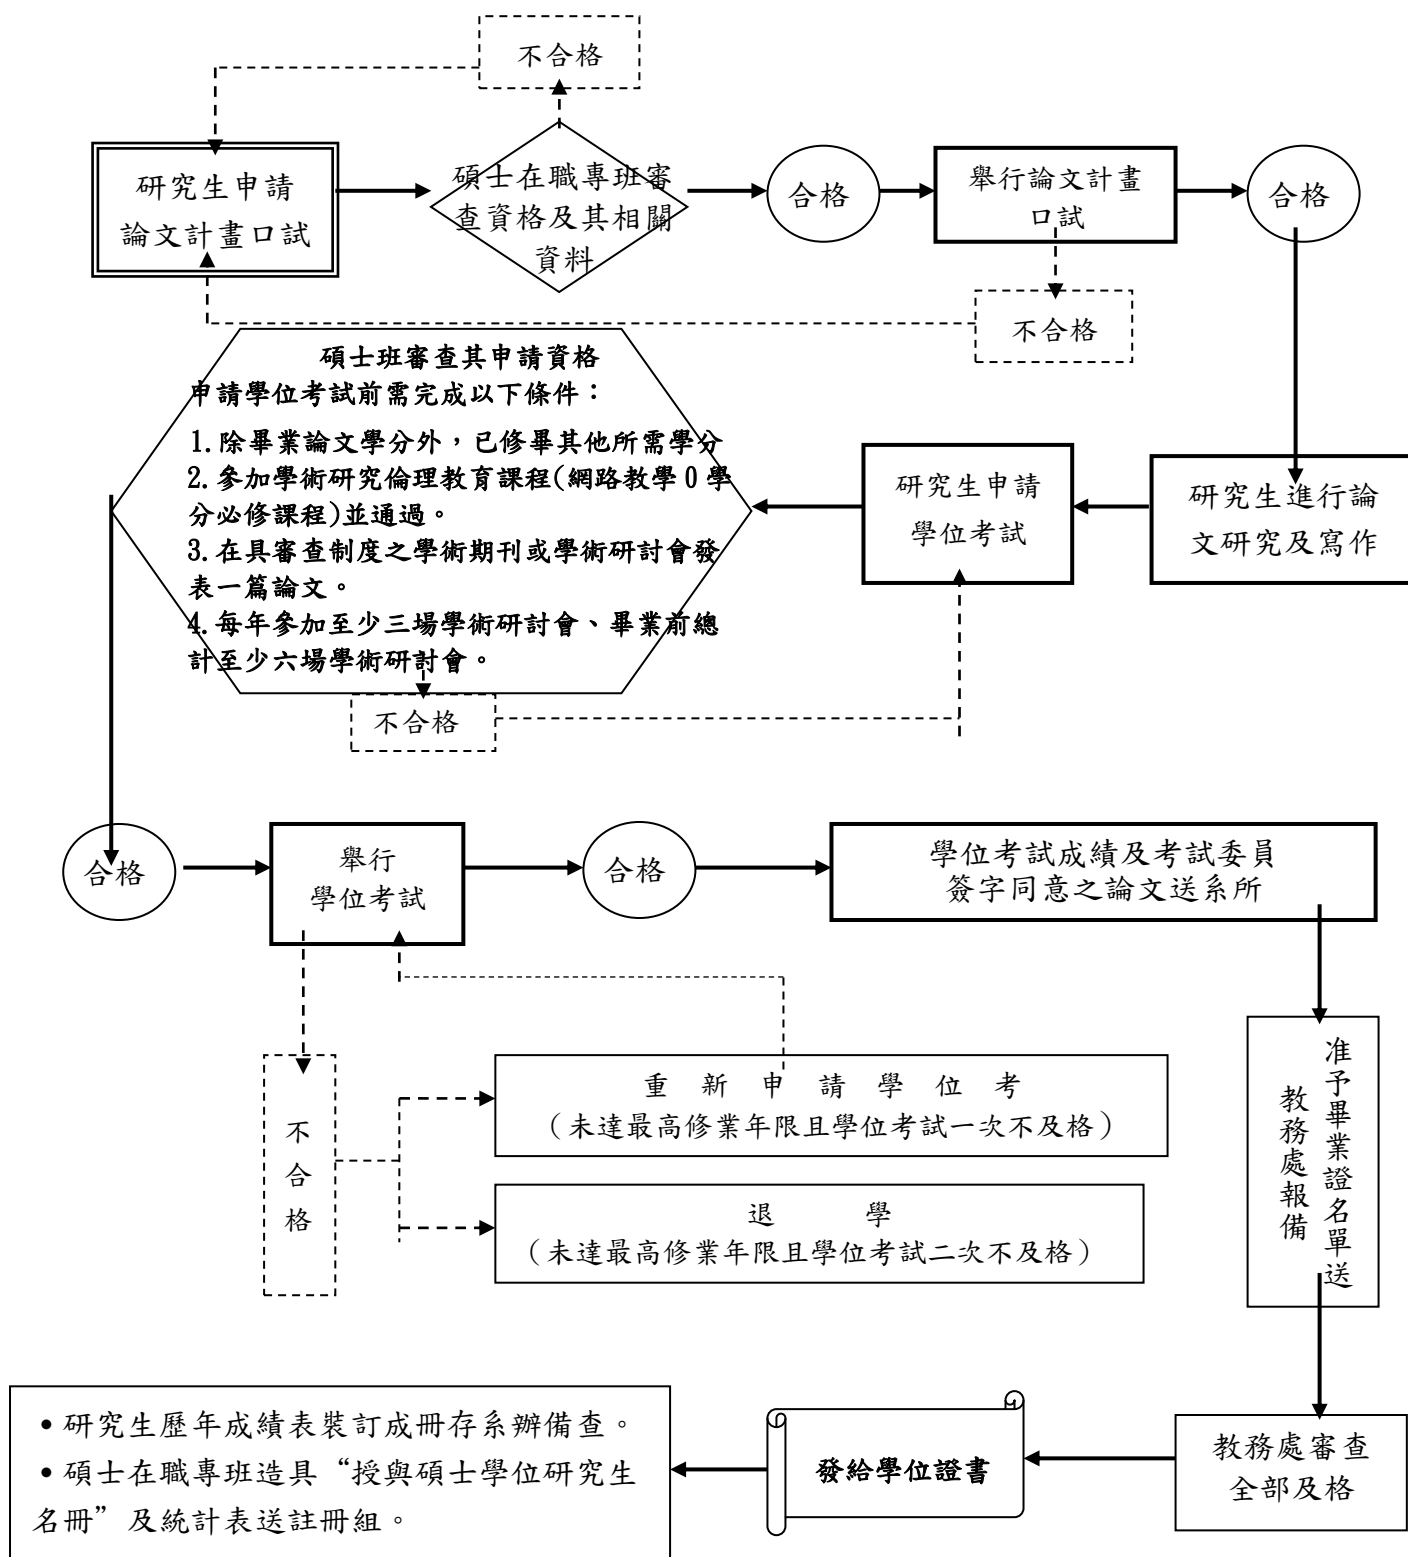 不合格
研究生申請
論文計畫口試
碩士在職專班審
查資格及其相關
資料
合格
舉行論文計畫
口試
合格
不合格
碩士班審查其申請資格
申請學位考試前需完成以下條件：
1.除畢業論文學分外，已修畢其他所需學分
2.參加學術研究倫理教育課程(網路教學0學
分必修課程)並通過。
3.在具審查制度之學術期刊或學術研討會發
表一篇論文。
4.每年參加至少三場學術研討會、畢業前總
計至少六場學術研討會。
研究生申請
學位考試
研究生進行論
文研究及寫作
不合格
合格
舉行
學位考試
合格
學位考試成績及考試委員
簽字同意之論文送系所
不合格
重新申請學位考
（未達最高修業年限且學位考試一次不及格）
退學
（未達最高修業年限且學位考試二次不及格）
准予畢業證名單送
教務處報備
教務處審查
全部及格
發給學位證書
•研究生歷年成績表裝訂成冊存系辦備查。
•碩士在職專班造具“授與碩士學位研究生
名冊”及統計表送註冊組。